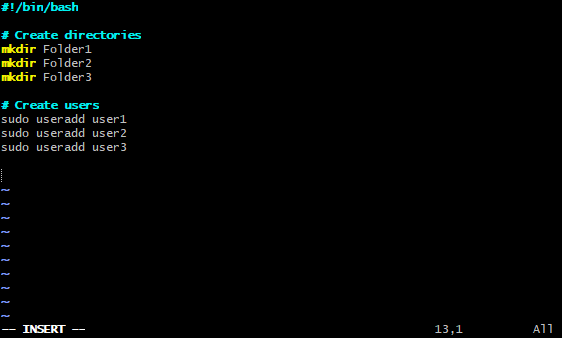 #!/bin/bash
# Create directories
mkdir Folder1
mkdir Folder2
mkdir Folder3
# Create users
sudo useradd user1
sudo useradd user2
sudo useradd user3
~
~
~
~
~
~
~
~
~
~
-- INSERT -- 13,1 All